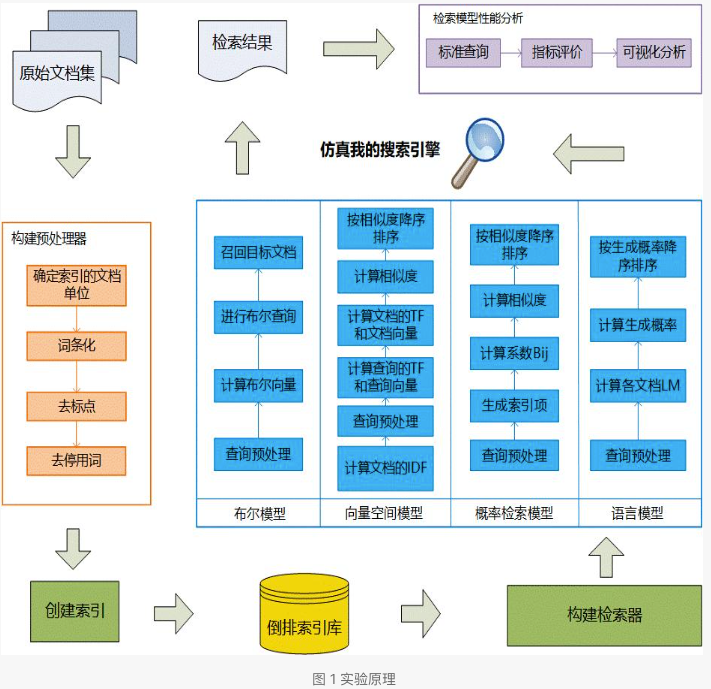 原始文档集
检索结果
检索模型性能分析
标准查询
指标评价
可视化分析
仿真我的搜索引擎
构建预处理器
确定索引的文档
单位
词条化
去标点
去停用词
召回目标文档
进行布尔查询
计算布尔向量
查询预处理
布尔模型
按相似度降序
排序
计算相似度
计算文档的TF
和文档向量
计算查询的TF
和查询向量
查询预处理
计算文档的IDF
向量空间模型
按相似度降序
排序
计算相似度
计算系数Bij
生成索引项
查询预处理
概率检索模型
按生成概率降
序排序
计算生成概率
计算各文档LM
查询预处理
语言模型
创建索引
倒排索引库
构建检索器
图 1 实验原理